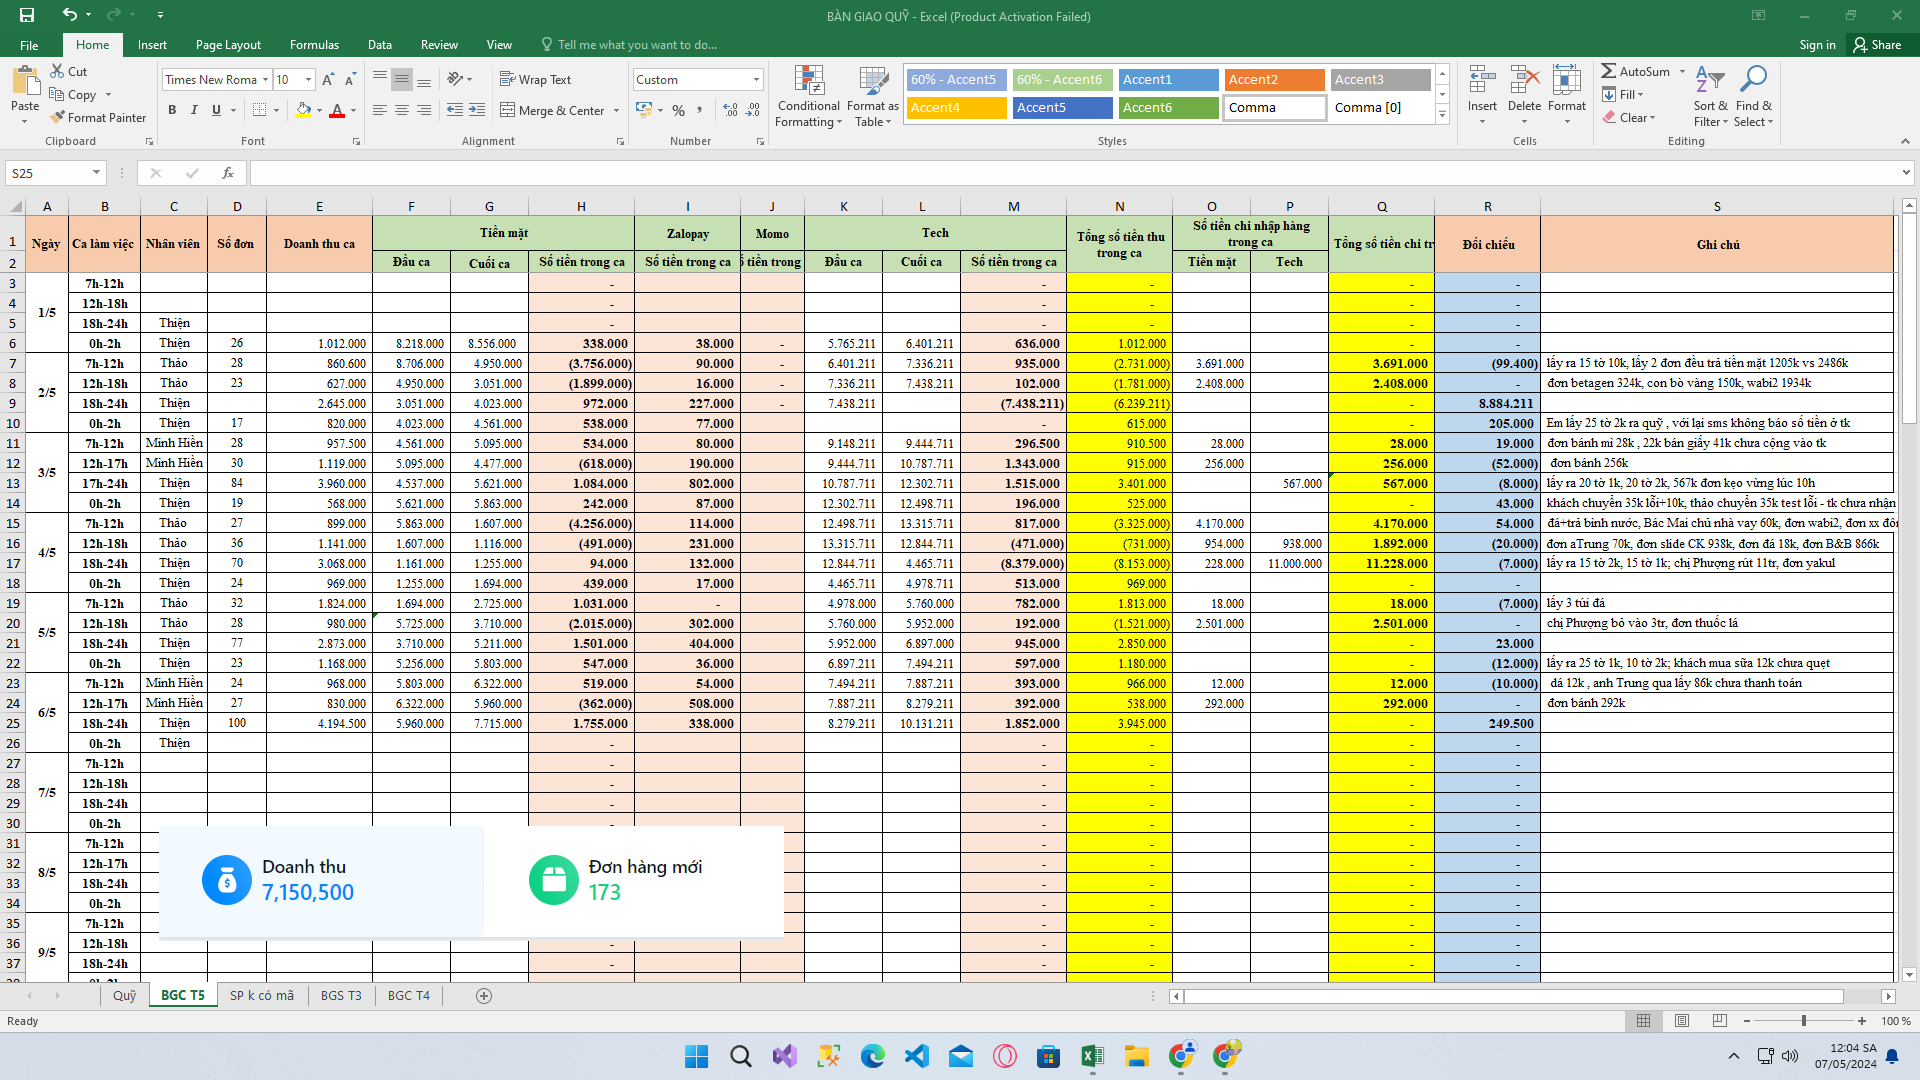 BÀN GIAO QUỸ - Excel (Product Activation Failed)
File Home Insert Page Layout Formulas Data Review View Tell me what you want to do... Sign in Share
Paste Cut Copy Format Painter Clipboard
Times New Roma 10 B I U Font
Wrap Text Merge & Center Alignment
Custom % , Number
Conditional Formatting Format as Table
60% - Accent5 60% - Accent6 Accent1 Accent2 Accent3
Accent4 Accent5 Accent6 Comma Comma [0]
Styles
Insert Delete Format Cells
AutoSum Fill Clear Sort & Filter Find & Select Editing
S25 fx
A B C D E F G H I J K L M N O P Q R S
1 Ngày Ca làm việc Nhân viên Số đơn Doanh thu ca Tiền mặt Zalopay Momo Tech Tổng số tiền thu trong ca Số tiền chi nhập hàng trong ca Tổng số tiền chi tr Đối chiếu Ghi chú
2 Đầu ca Cuối ca Số tiền trong ca Số tiền trong ca ố tiền trong Đầu ca Cuối ca Số tiền trong ca Tiền mặt Tech
3 1/5 7h-12h - - - - -
4 12h-18h - - - - -
5 18h-24h Thiện - - - - -
6 0h-2h Thiện 26 1.012.000 8.218.000 8.556.000 338.000 38.000 - 5.765.211 6.401.211 636.000 1.012.000 - -
7 2/5 7h-12h Thảo 28 860.600 8.706.000 4.950.000 (3.756.000) 90.000 - 6.401.211 7.336.211 935.000 (2.731.000) 3.691.000 3.691.000 (99.400) lấy ra 15 tờ 10k, lấy 2 đơn đều trả tiền mặt 1205k vs 2486k
8 12h-18h Thảo 23 627.000 4.950.000 3.051.000 (1.899.000) 16.000 - 7.336.211 7.438.211 102.000 (1.781.000) 2.408.000 2.408.000 - đơn betagen 324k, con bò vàng 150k, wabi2 1934k
9 18h-24h Thiện 2.645.000 3.051.000 4.023.000 972.000 227.000 - 7.438.211 (7.438.211) (6.239.211) - 8.884.211
10 0h-2h Thiện 17 820.000 4.023.000 4.561.000 538.000 77.000 - 615.000 - 205.000 Em lấy 25 tờ 2k ra quỹ , với lại sms không báo số tiền ở tk
11 3/5 7h-12h Minh Hiền 28 957.500 4.561.000 5.095.000 534.000 80.000 9.148.211 9.444.711 296.500 910.500 28.000 28.000 19.000 đơn bánh mì 28k , 22k bán giấy 41k chưa cộng vào tk
12 12h-17h Minh Hiền 30 1.119.000 5.095.000 4.477.000 (618.000) 190.000 9.444.711 10.787.711 1.343.000 915.000 256.000 256.000 (52.000) đơn bánh 256k
13 17h-24h Thiện 84 3.960.000 4.537.000 5.621.000 1.084.000 802.000 10.787.711 12.302.711 1.515.000 3.401.000 567.000 567.000 (8.000) lấy ra 20 tờ 1k, 20 tờ 2k, 567k đơn kẹo vừng lúc 10h
14 0h-2h Thiện 19 568.000 5.621.000 5.863.000 242.000 87.000 12.302.711 12.498.711 196.000 525.000 - 43.000 khách chuyển 35k lỗi+10k, thảo chuyển 35k test lỗi - tk chưa nhận
15 4/5 7h-12h Thảo 27 899.000 5.863.000 1.607.000 (4.256.000) 114.000 12.498.711 13.315.711 817.000 (3.325.000) 4.170.000 4.170.000 54.000 đá+trả bình nước, Bác Mai chủ nhà vay 60k, đơn wabi2, đơn xx đôn
16 12h-18h Thảo 36 1.141.000 1.607.000 1.116.000 (491.000) 231.000 13.315.711 12.844.711 (471.000) (731.000) 954.000 938.000 1.892.000 (20.000) đơn aTrung 70k, đơn slide CK 938k, đơn đá 18k, đơn B&B 866k
17 18h-24h Thiện 70 3.068.000 1.161.000 1.255.000 94.000 132.000 12.844.711 4.465.711 (8.379.000) (8.153.000) 228.000 11.000.000 11.228.000 (7.000) lấy ra 15 tờ 2k, 15 tờ 1k; chị Phượng rút 11tr, đơn yakul
18 0h-2h Thiện 24 969.000 1.255.000 1.694.000 439.000 17.000 4.465.711 4.978.711 513.000 969.000 - -
19 5/5 7h-12h Thảo 32 1.824.000 1.694.000 2.725.000 1.031.000 - 4.978.000 5.760.000 782.000 1.813.000 18.000 18.000 (7.000) lấy 3 túi đá
20 12h-18h Thảo 28 980.000 5.725.000 3.710.000 (2.015.000) 302.000 5.760.000 5.952.000 192.000 (1.521.000) 2.501.000 2.501.000 - chị Phượng bỏ vào 3tr, đơn thuốc lá
21 18h-24h Thiện 77 2.873.000 3.710.000 5.211.000 1.501.000 404.000 5.952.000 6.897.000 945.000 2.850.000 - 23.000
22 0h-2h Thiện 23 1.168.000 5.256.000 5.803.000 547.000 36.000 6.897.211 7.494.211 597.000 1.180.000 - (12.000) lấy ra 25 tờ 1k, 10 tờ 2k; khách mua sữa 12k chưa quẹt
23 6/5 7h-12h Minh Hiền 24 968.000 5.803.000 6.322.000 519.000 54.000 7.494.211 7.887.211 393.000 966.000 12.000 12.000 (10.000) đá 12k , anh Trung qua lấy 86k chưa thanh toán
24 12h-17h Minh Hiền 27 830.000 6.322.000 5.960.000 (362.000) 508.000 7.887.211 8.279.211 392.000 538.000 292.000 292.000 - đơn bánh 292k
25 18h-24h Thiện 100 4.194.500 5.960.000 7.715.000 1.755.000 338.000 8.279.211 10.131.211 1.852.000 3.945.000 - 249.500
26 0h-2h Thiện - - - - -
27 7/5 7h-12h - - - - -
28 12h-18h - - - - -
29 18h-24h - - - - -
30 0h-2h - - - - -
31 8/5 7h-12h - - - -
32 12h-17h - - - -
33 18h-24h - - - -
34 0h-2h - - - -
35 9/5 7h-12h - - - -
36 12h-18h - - - - -
37 18h-24h - - - - -
Doanh thu
7,150,500
Đơn hàng mới
173
Quỹ BGC T5 SP k có mã BGS T3 BGC T4
Ready 100 %
12:04 SA
07/05/2024